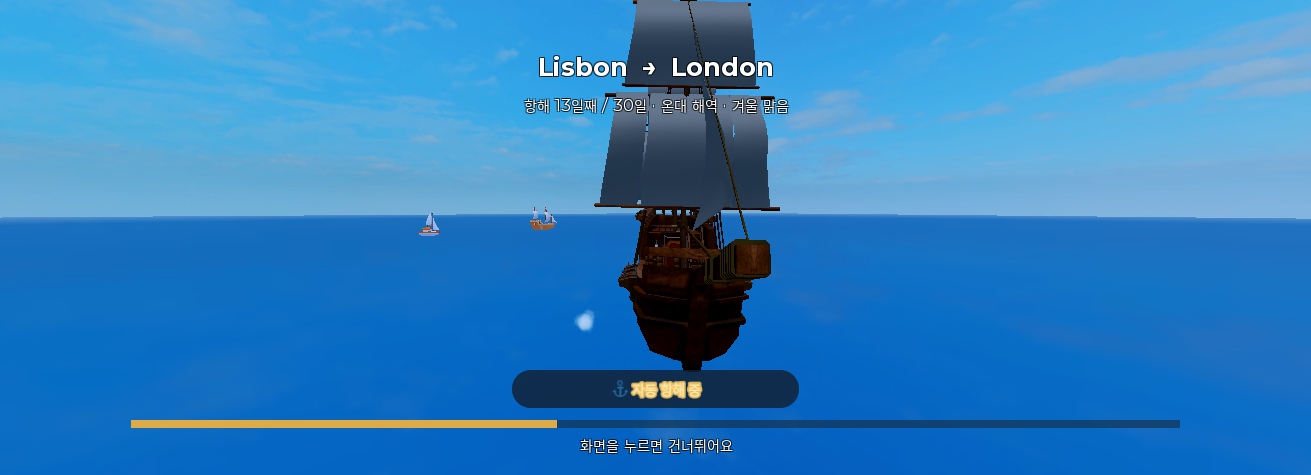 Lisbon → London
항해 13일째 / 30일 · 온대 해역 · 겨울 맑음
⚓ 자동 항해 중
화면을 누르면 건너뛰어요